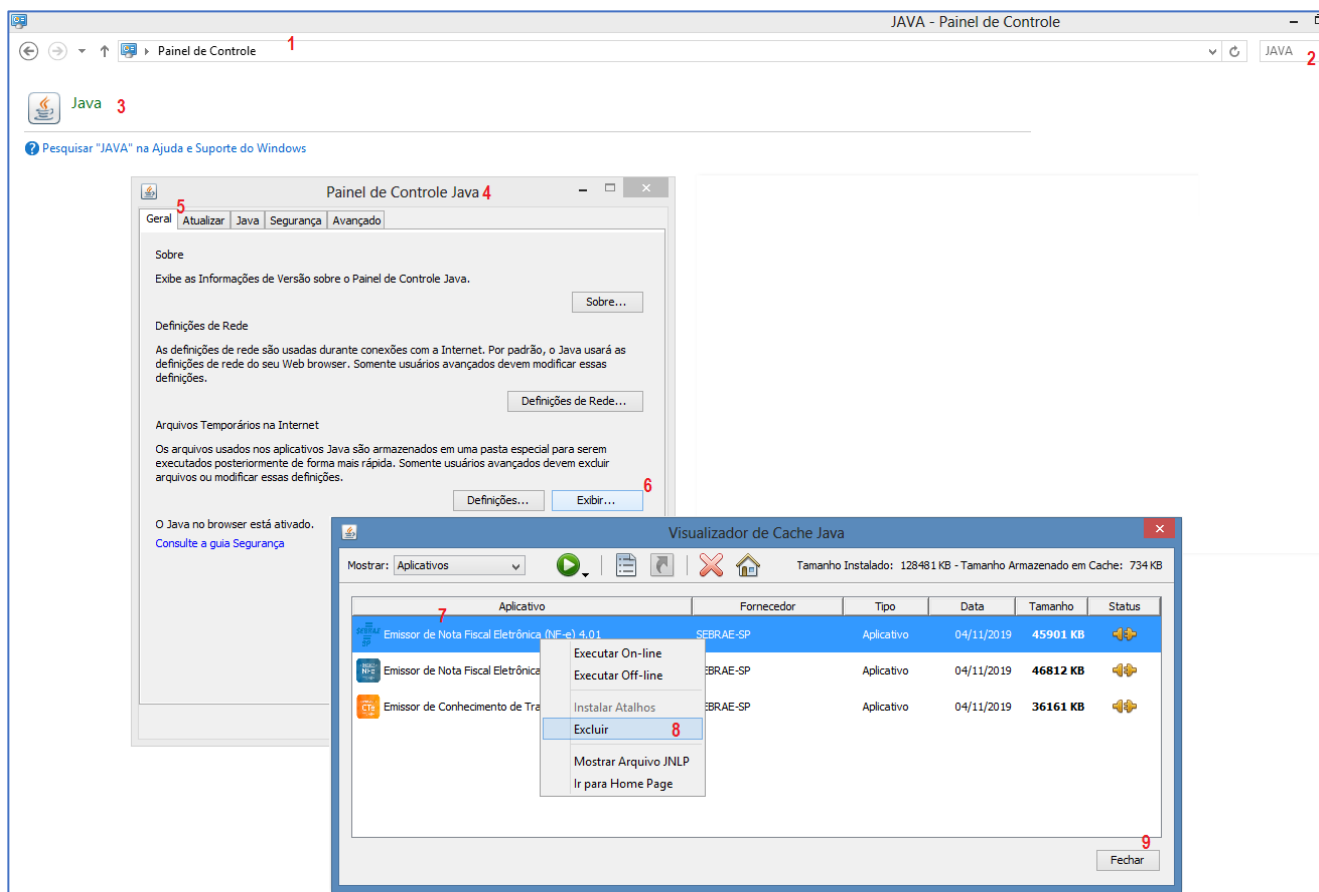 JAVA - Painel de Controle
Painel de Controle 1
JAVA 2
Java 3
Pesquisar "JAVA" na Ajuda e Suporte do Windows
Painel de Controle Java 4
5
Geral Atualizar Java Segurança Avançado
Sobre
Exibe as Informações de Versão sobre o Painel de Controle Java.
Sobre...
Definições de Rede
As definições de rede são usadas durante conexões com a Internet. Por padrão, o Java usará as
definições de rede do seu Web browser. Somente usuários avançados devem modificar essas
definições.
Definições de Rede...
Arquivos Temporários na Internet
Os arquivos usados nos aplicativos Java são armazenados em uma pasta especial para serem
executados posteriormente de forma mais rápida. Somente usuários avançados devem excluir
arquivos ou modificar essas definições.
6
Definições... Exibir...
O Java no browser está ativado.
Consulte a guia Segurança
Visualizador de Cache Java
Mostrar: Aplicativos Tamanho Instalado: 128481 KB - Tamanho Armazenado em Cache: 734 KB
Aplicativo Fornecedor Tipo Data Tamanho Status
7
Emissor de Nota Fiscal Eletrônica (NF-e) 4.01 SEBRAE-SP Aplicativo 04/11/2019 45901 KB
Emissor de Nota Fiscal Eletrônica EBRAE-SP Aplicativo 04/11/2019 46812 KB
Emissor de Conhecimento de Tra EBRAE-SP Aplicativo 04/11/2019 36161 KB
Executar On-line
Executar Off-line
Instalar Atalhos
Excluir 8
Mostrar Arquivo JNLP
Ir para Home Page
9
Fechar